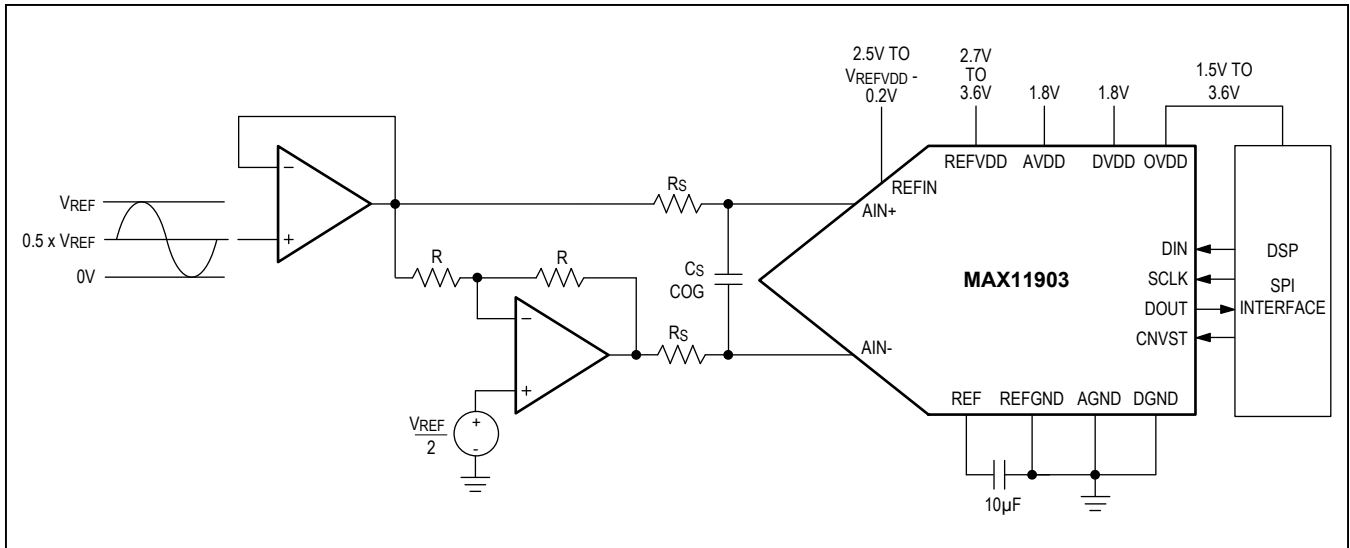 2.5V TO
VREFVDD -
0.2V
2.7V
TO
3.6V
1.8V
1.8V
1.5V TO
3.6V
REFVDD
AVDD
DVDD
OVDD
REFIN
AIN+
−
+
VREF
0.5 x VREF
0V
RS
R
R
CS
COG
MAX11903
DIN
SCLK
DOUT
CNVST
DSP
SPI
INTERFACE
−
+
RS
AIN-
VREF
2
+
-
REF
REFGND
AGND
DGND
10µF